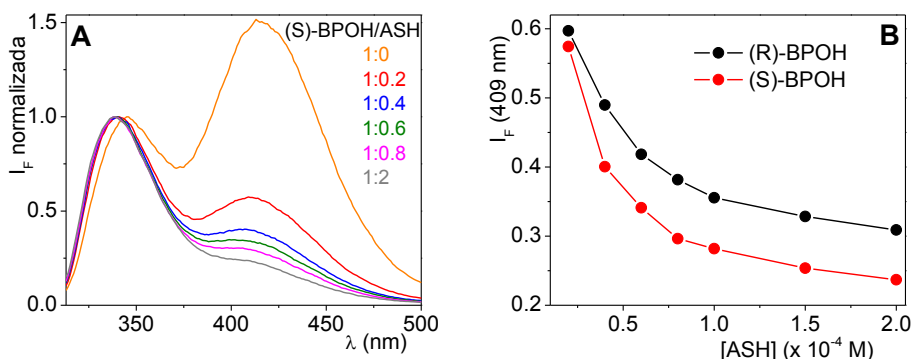 A
(S)-BPOH/ASH
1:0
1:0.2
1:0.4
1:0.6
1:0.8
1:2
I_F normalizada
1.5
1.0
0.5
0.0
350
400
450
500
λ (nm)
B
(R)-BPOH
(S)-BPOH
I_F (409 nm)
0.6
0.5
0.4
0.3
0.2
0.5
1.0
1.5
2.0
[ASH] (x 10⁻⁴ M)